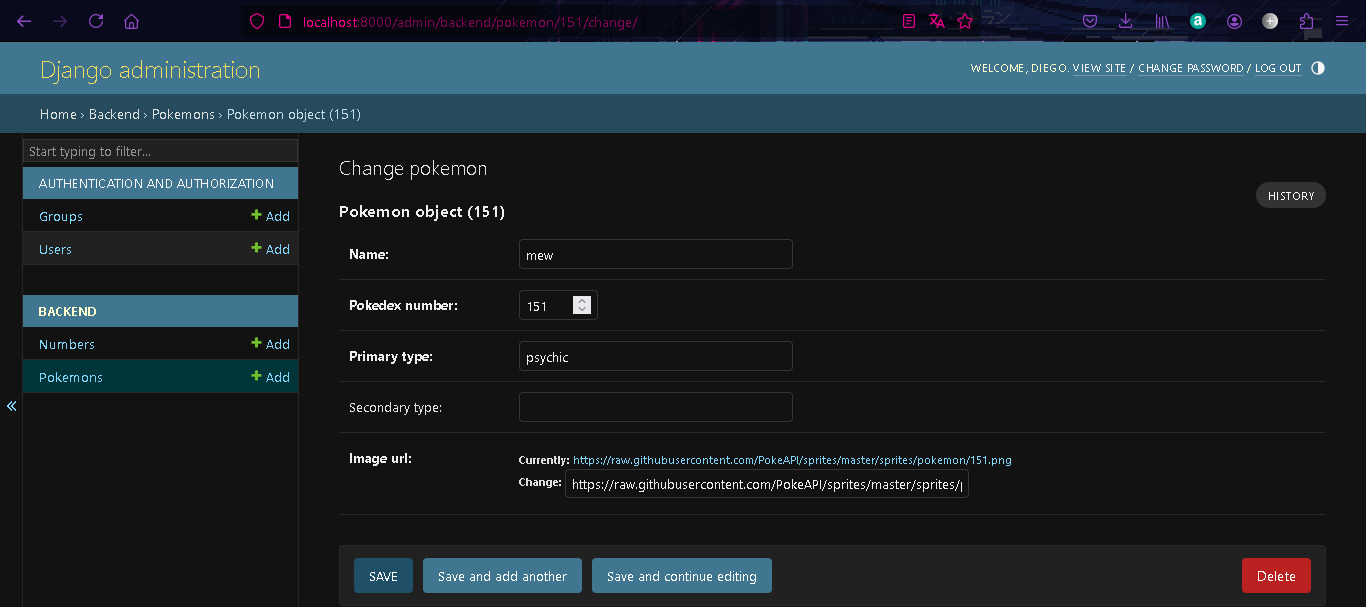 localhost:8000/admin/backend/pokemon/151/change/
Django administration
WELCOME, DIEGO. VIEW SITE / CHANGE PASSWORD / LOG OUT
Home › Backend › Pokemons › Pokemon object (151)
Start typing to filter...
AUTHENTICATION AND AUTHORIZATION
Groups + Add
Users + Add
BACKEND
Numbers + Add
Pokemons + Add
«
Change pokemon
HISTORY
Pokemon object (151)
Name: mew
Pokedex number: 151
Primary type: psychic
Secondary type:
Image url: Currently: https://raw.githubusercontent.com/PokeAPI/sprites/master/sprites/pokemon/151.png
Change: https://raw.githubusercontent.com/PokeAPI/sprites/master/sprites/
SAVE Save and add another Save and continue editing Delete